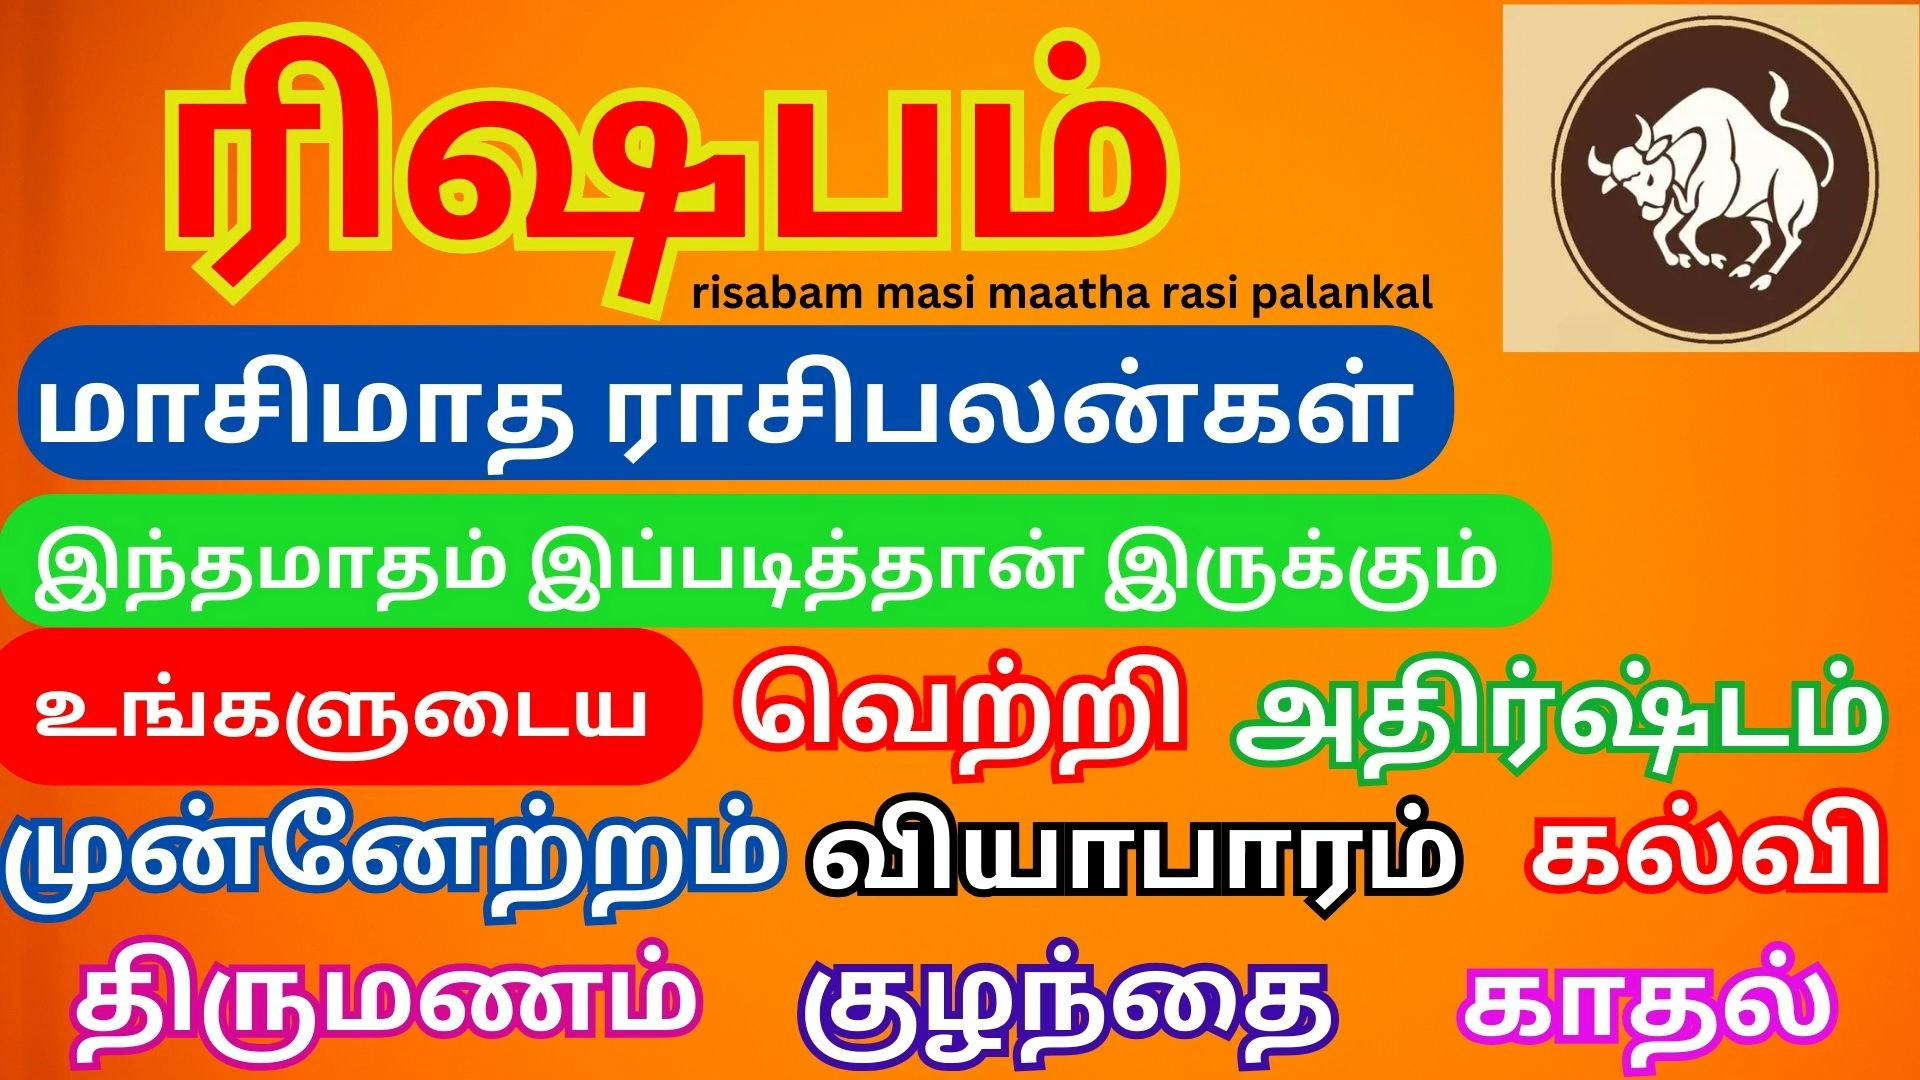 ரிஷபம்
risabam masi maatha rasi palankal
மாசிமாத ராசிபலன்கள்
இந்தமாதம் இப்படித்தான் இருக்கும்
உங்களுடைய வெற்றி அதிர்ஷ்டம்
முன்னேற்றம் வியாபாரம் கல்வி
திருமணம் குழந்தை காதல்